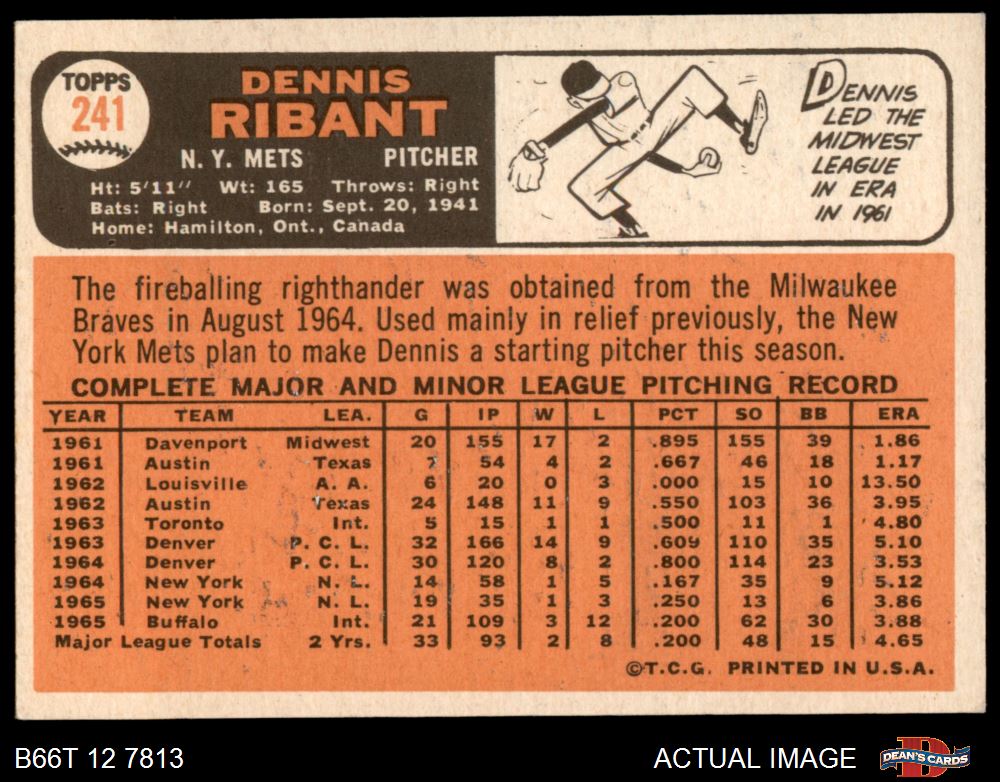 TOPPS
241
DENNIS
RIBANT
N. Y. METS PITCHER
Ht: 5'11'' Wt: 165 Throws: Right
Bats: Right Born: Sept. 20, 1941
Home: Hamilton, Ont., Canada
DENNIS
LED THE
MIDWEST
LEAGUE
IN ERA
IN 1961
The fireballing righthander was obtained from the Milwaukee
Braves in August 1964. Used mainly in relief previously, the New
York Mets plan to make Dennis a starting pitcher this season.
COMPLETE MAJOR AND MINOR LEAGUE PITCHING RECORD
YEAR TEAM LEA. G IP W L PCT SO BB ERA
1961 Davenport Midwest 20 155 17 2 .895 155 39 1.86
1961 Austin Texas 7 54 4 2 .667 46 18 1.17
1962 Louisville A. A. 6 20 0 3 .000 15 10 13.50
1962 Austin Texas 24 148 11 9 .550 103 36 3.95
1963 Toronto Int. 5 15 1 1 .500 11 1 4.80
1963 Denver P. C. L. 32 166 14 9 .609 110 35 5.10
1964 Denver P. C. L. 30 120 8 2 .800 114 23 3.53
1964 New York N. L. 14 58 1 5 .167 35 9 5.12
1965 New York N. L. 19 35 1 3 .250 13 6 3.86
1965 Buffalo Int. 21 109 3 12 .200 62 30 3.88
Major League Totals 2 Yrs. 33 93 2 8 .200 48 15 4.65
©T.C.G. PRINTED IN U.S.A.
B66T 12 7813 ACTUAL IMAGE DEAN'S CARDS